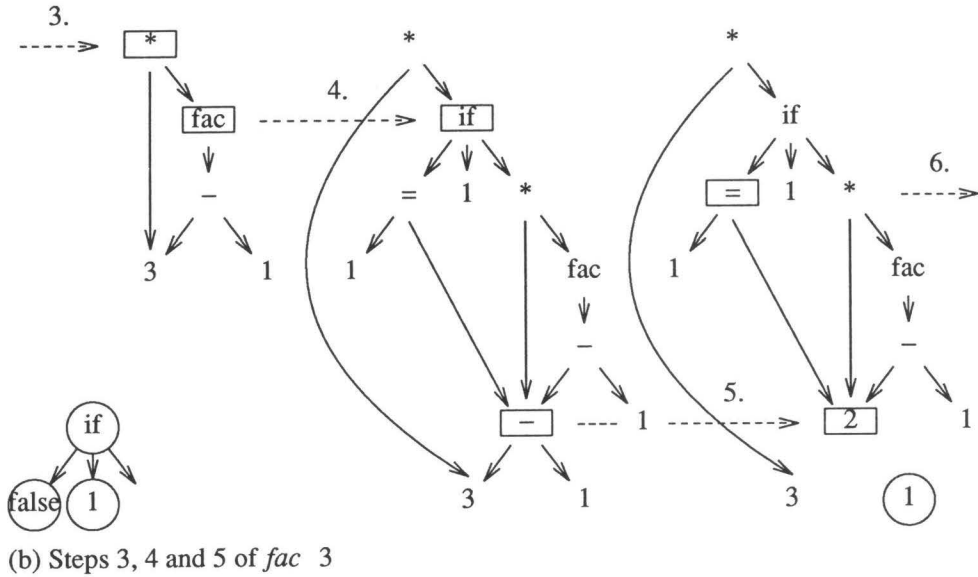 3.
* * *
fac 4. if if
- = 1 * = 1 * 6.
3 1 1 fac 1 fac
- -
- 1 5. 2 1
if
false 1 3 1 3 1
(b) Steps 3, 4 and 5 of fac 3